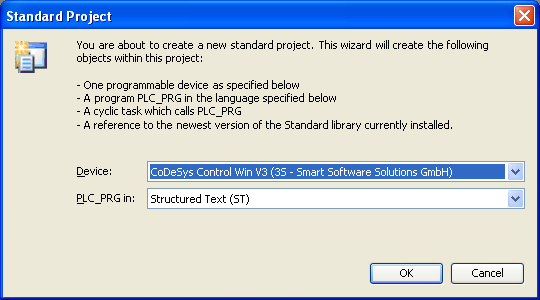 Standard Project
You are about to create a new standard project. This wizard will create the following
objects within this project:
- One programmable device as specified below
- A program PLC_PRG in the language specified below
- A cyclic task which calls PLC_PRG
- A reference to the newest version of the Standard library currently installed.
Device: CoDeSys Control Win V3 (3S - Smart Software Solutions GmbH)
PLC_PRG in: Structured Text (ST)
OK Cancel